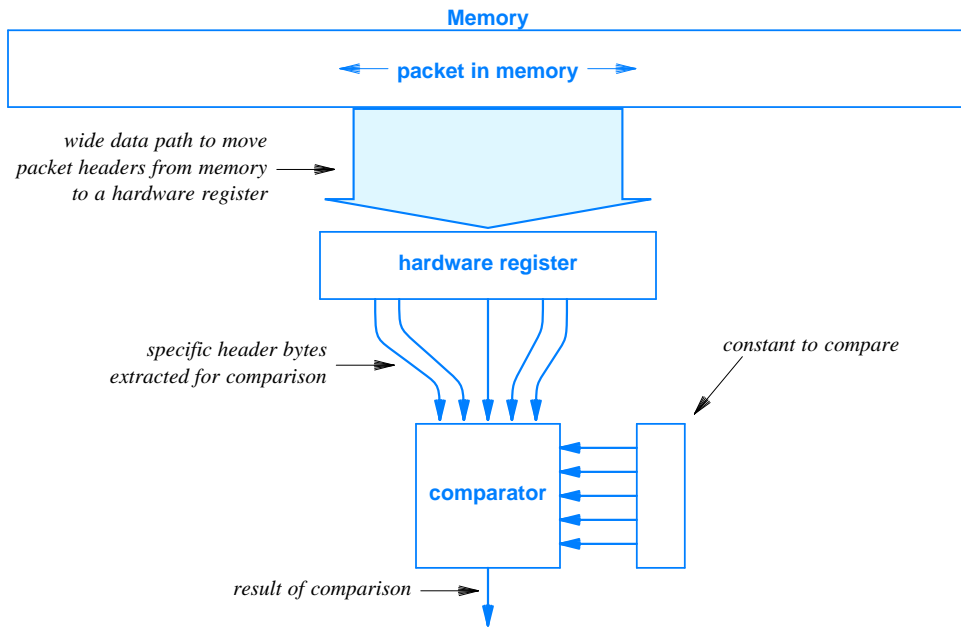 Memory
packet in memory
wide data path to move
packet headers from memory
to a hardware register
hardware register
specific header bytes
extracted for comparison
constant to compare
comparator
result of comparison